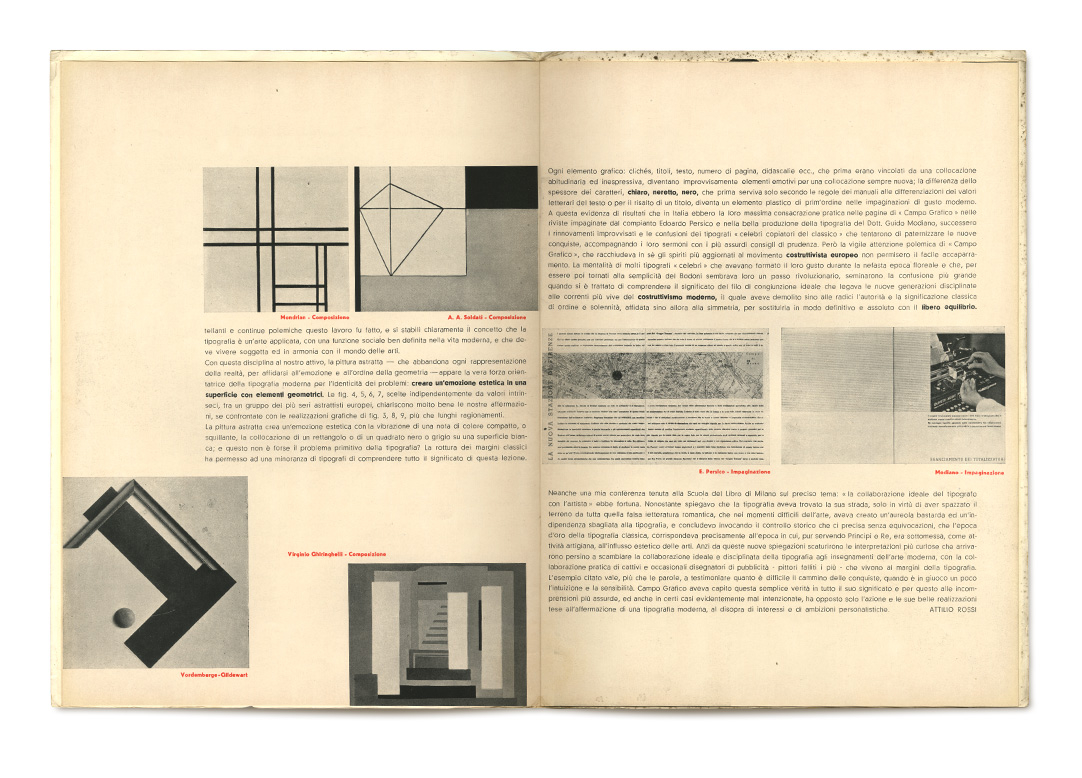 Mondrian - Composizione
A. A. Soldati - Composizione
tellanti e continue polemiche questo lavoro fu fatto, e si stabilì chiaramente il concetto che la
tipografia è un'arte applicata, con una funzione sociale ben definita nella vita moderna, e che de-
ve vivere soggetta ed in armonia con il mondo delle arti.
Con questa disciplina al nostro attivo, la pittura astratta — che abbandona ogni rappresentazione
della realtà, per affidarsi all'emozione e all'ordine della geometria — appare la vera forza orien-
tatrice della tipografia moderna per l'identicità dei problemi: creare un'emozione estetica in una
superficie con elementi geometrici. Le fig. 4, 5, 6, 7, scelte indipendentemente da valori intrin-
seci, fra un gruppo dei più seri astrattisti europei, chiariscono molto bene le nostre affermazio-
ni, se confrontate con le realizzazioni grafiche di fig. 3, 8, 9, più che lunghi ragionamenti.
La pittura astratta crea un'emozione estetica con la vibrazione di una nota di colore compatto, o
squillante, la collocazione di un rettangolo o di un quadrato nero o grigio su una superficie bian-
ca; e questo non è forse il problema primitivo della tipografia? La rottura dei margini classici
ha permesso ad una minoranza di tipografi di comprendere tutto il significato di questa lezione.
Virginio Ghiringhelli - Composizione
Vordemberge-Gildewart
Ogni elemento grafico: clichés, titoli, testo, numero di pagina, didascalie ecc., che prima erano vincolati da una collocazione
abitudinaria ed inespressiva, diventano improvvisamente elementi emotivi per una collocazione sempre nuova; la differenza dello
spessore dei caratteri, chiaro, neretto, nero, che prima serviva solo secondo le regole dei manuali alle differenziazioni dei valori
letterari del testo o per il risalto di un titolo, diventa un elemento plastico di prim'ordine nelle impaginazioni di gusto moderno.
A questa evidenza di risultati che in Italia ebbero la loro massima consacrazione pratica nelle pagine di « Campo Grafico » nelle
riviste impaginate dal compianto Edoardo Persico e nella bella produzione della tipografia del Dott. Guido Modiano, successero
i rinnovamenti improvvisati e le confusioni dei tipografi « celebri copiatori del classico » che tentarono di paternizzare le nuove
conquiste, accompagnando i loro sermoni con i più assurdi consigli di prudenza. Però la vigile attenzione polemica di « Campo
Grafico », che racchiudeva in sè gli spiriti più aggiornati al movimento costruttivista europeo non permisero il facile accaparra-
mento. La mentalità di molti tipografi « celebri » che avevano formato il loro gusto durante la nefasta epoca floreale e che, per
essere poi tornati alla semplicità dei Bodoni sembrava loro un passo rivoluzionario, seminarono la confusione più grande
quando si è trattato di comprendere il significato del filo di congiunzione ideale che legava le nuove generazioni disciplinate
alle correnti più vive del costruttivismo moderno, il quale aveva demolito sino alle radici l'autorità e la significazione classica
di ordine e solennità, affidata sino allora alla simmetria, per sostituirla in modo definitivo e assoluto con il libero equilibrio.
LA NUOVA STAZIONE DI FIRENZE
SGANCIAMENTO DEI TOTALIZZATORI
E. Persico - Impaginazione
Modiano - Impaginazione
Neanche una mia conferenza tenuta alla Scuola del Libro di Milano sul preciso tema: « la collaborazione ideale del tipografo
con l'artista » ebbe fortuna. Nonostante spiegavo che la tipografia aveva trovato la sua strada, solo in virtù di aver spazzato il
terreno da tutta quella falsa letteratura romantica, che nei momenti difficili dell'arte, aveva creato un'aureola bastarda ed un'in-
dipendenza sbagliata alla tipografia, e concludevo invocando il controllo storico che ci precisa senza equivocazioni, che l'epoca
d'oro della tipografia classica, corrispondeva precisamente all'epoca in cui, pur servendo Principi e Re, era sottomessa, come at-
tività artigiana, all'influsso estetico delle arti. Anzi da queste nuove spiegazioni scaturirono le interpretazioni più curiose che arriva-
rono persino a scambiare la collaborazione ideale e disciplinata della tipografia agli insegnamenti dell'arte moderna, con la col-
laborazione pratica di cattivi e occasionali disegnatori di pubblicità - pittori falliti i più - che vivono ai margini della tipografia.
L'esempio citato vale, più che le parole, a testimoniare quanto è difficile il cammino delle conquiste, quando è in giuoco un poco
l'intuizione e la sensibilità. Campo Grafico aveva capito questa semplice verità in tutto il suo significato e per questo alle incom-
prensioni più assurde, ed anche in certi casi evidentemente mal intenzionate, ha opposto solo l'azione e le sue belle realizzazioni
tese all'affermazione di una tipografia moderna, al disopra di interessi e di ambizioni personalistiche. ATTILIO ROSSI